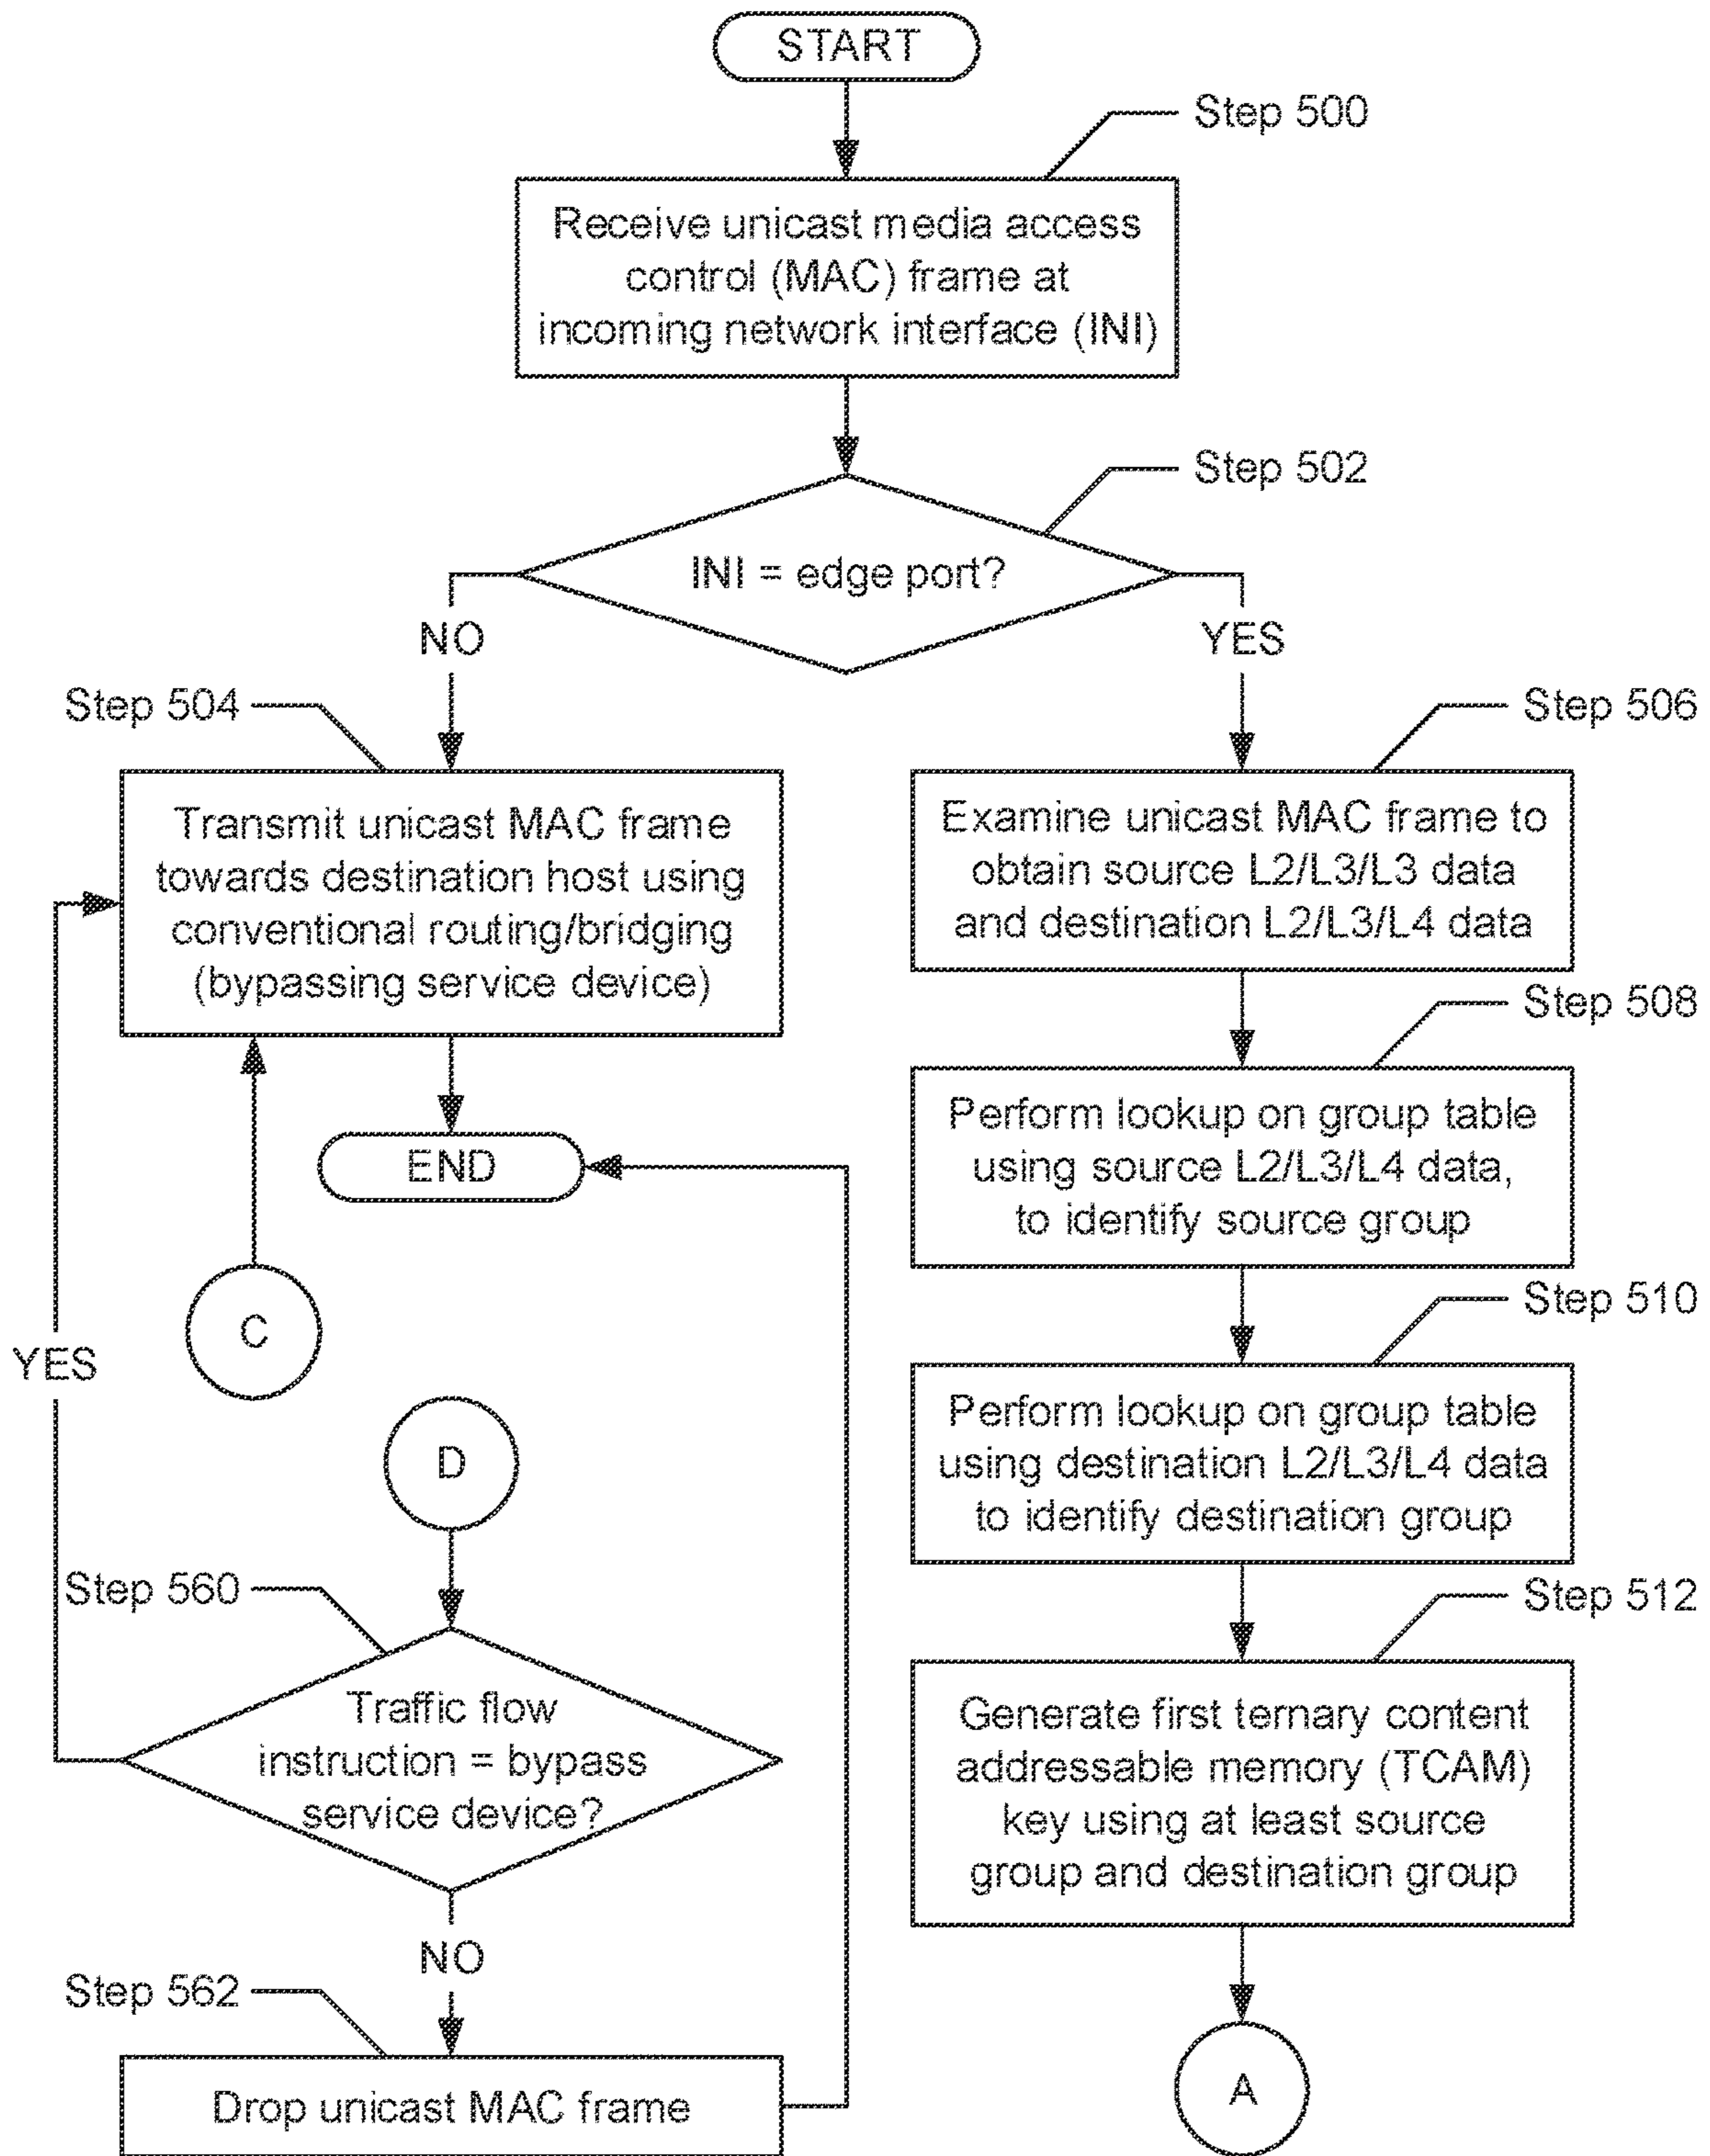 START
Step 500
Receive unicast media access
control (MAC) frame at
incoming network interface (INI)
Step 502
INI = edge port?
NO
YES
Step 504
Transmit unicast MAC frame
towards destination host using
conventional routing/bridging
(bypassing service device)
END
C
YES
D
Step 560
Traffic flow
instruction = bypass
service device?
NO
Step 562
Drop unicast MAC frame
Step 506
Examine unicast MAC frame to
obtain source L2/L3/L3 data
and destination L2/L3/L4 data
Step 508
Perform lookup on group table
using source L2/L3/L4 data,
to identify source group
Step 510
Perform lookup on group table
using destination L2/L3/L4 data
to identify destination group
Step 512
Generate first ternary content
addressable memory (TCAM)
key using at least source
group and destination group
A